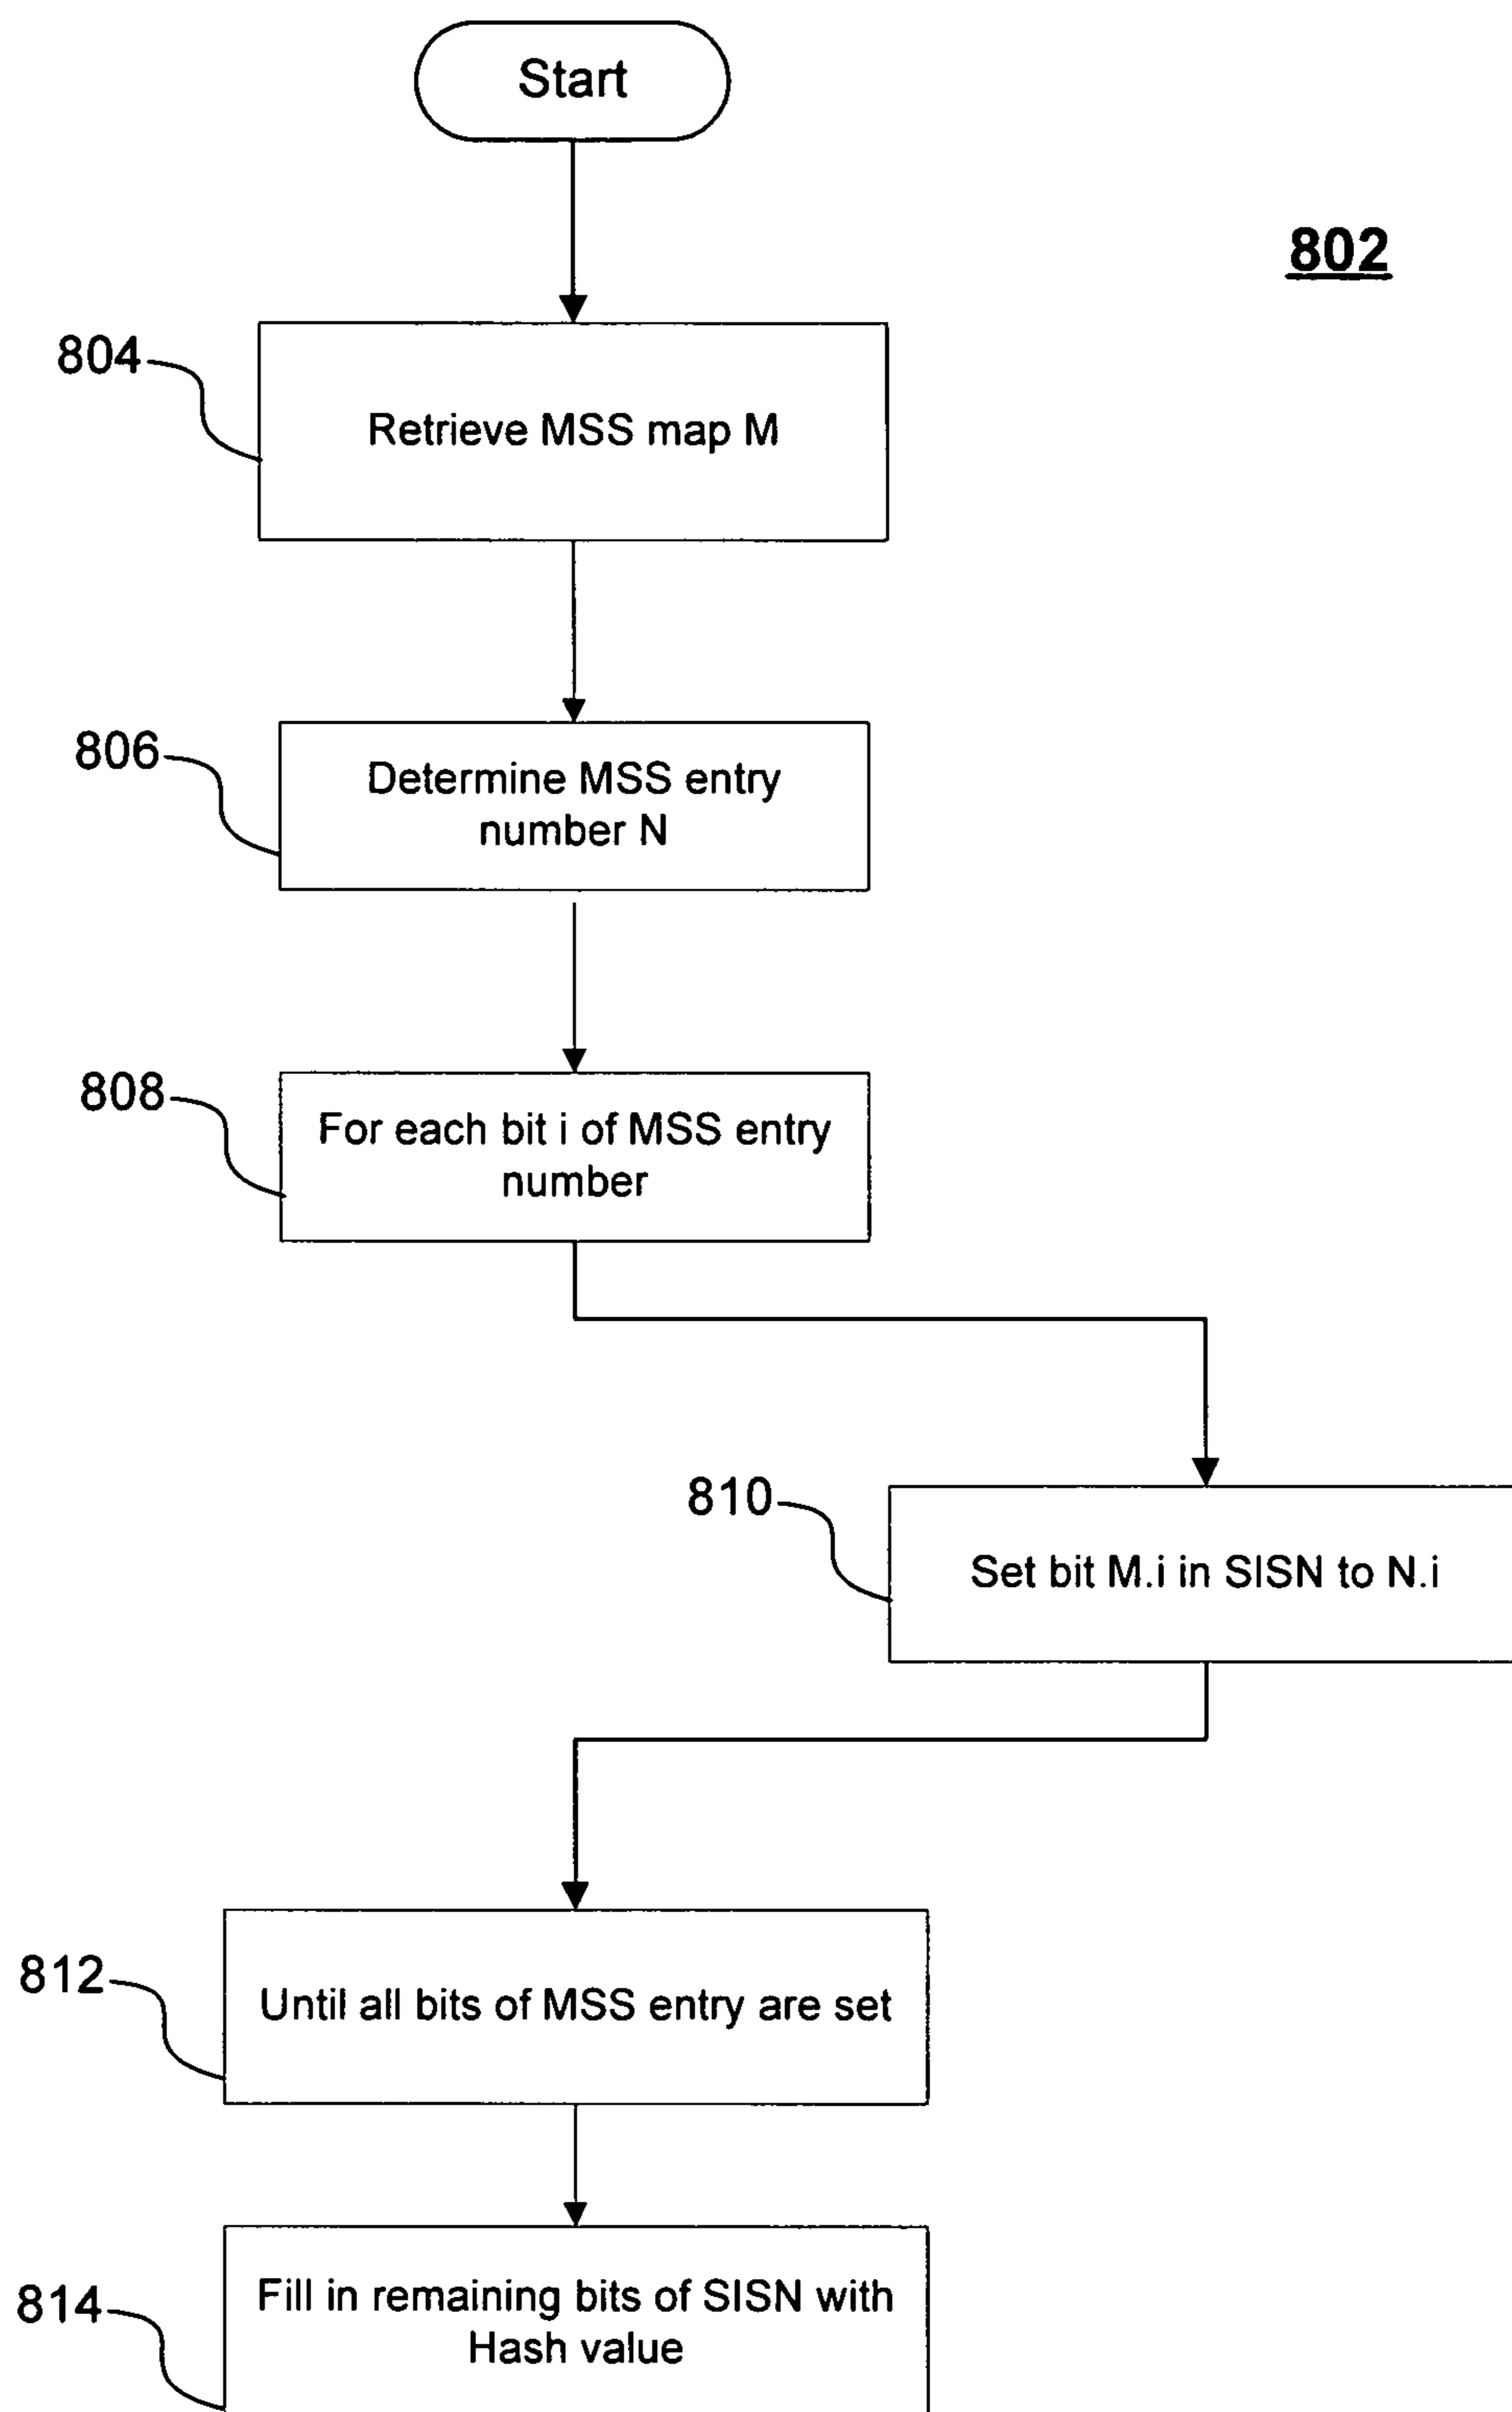 Start
802
804
Retrieve MSS map M
806
Determine MSS entry
number N
808
For each bit i of MSS entry
number
810
Set bit M.i in SISN to N.i
812
Until all bits of MSS entry are set
814
Fill in remaining bits of SISN with
Hash value